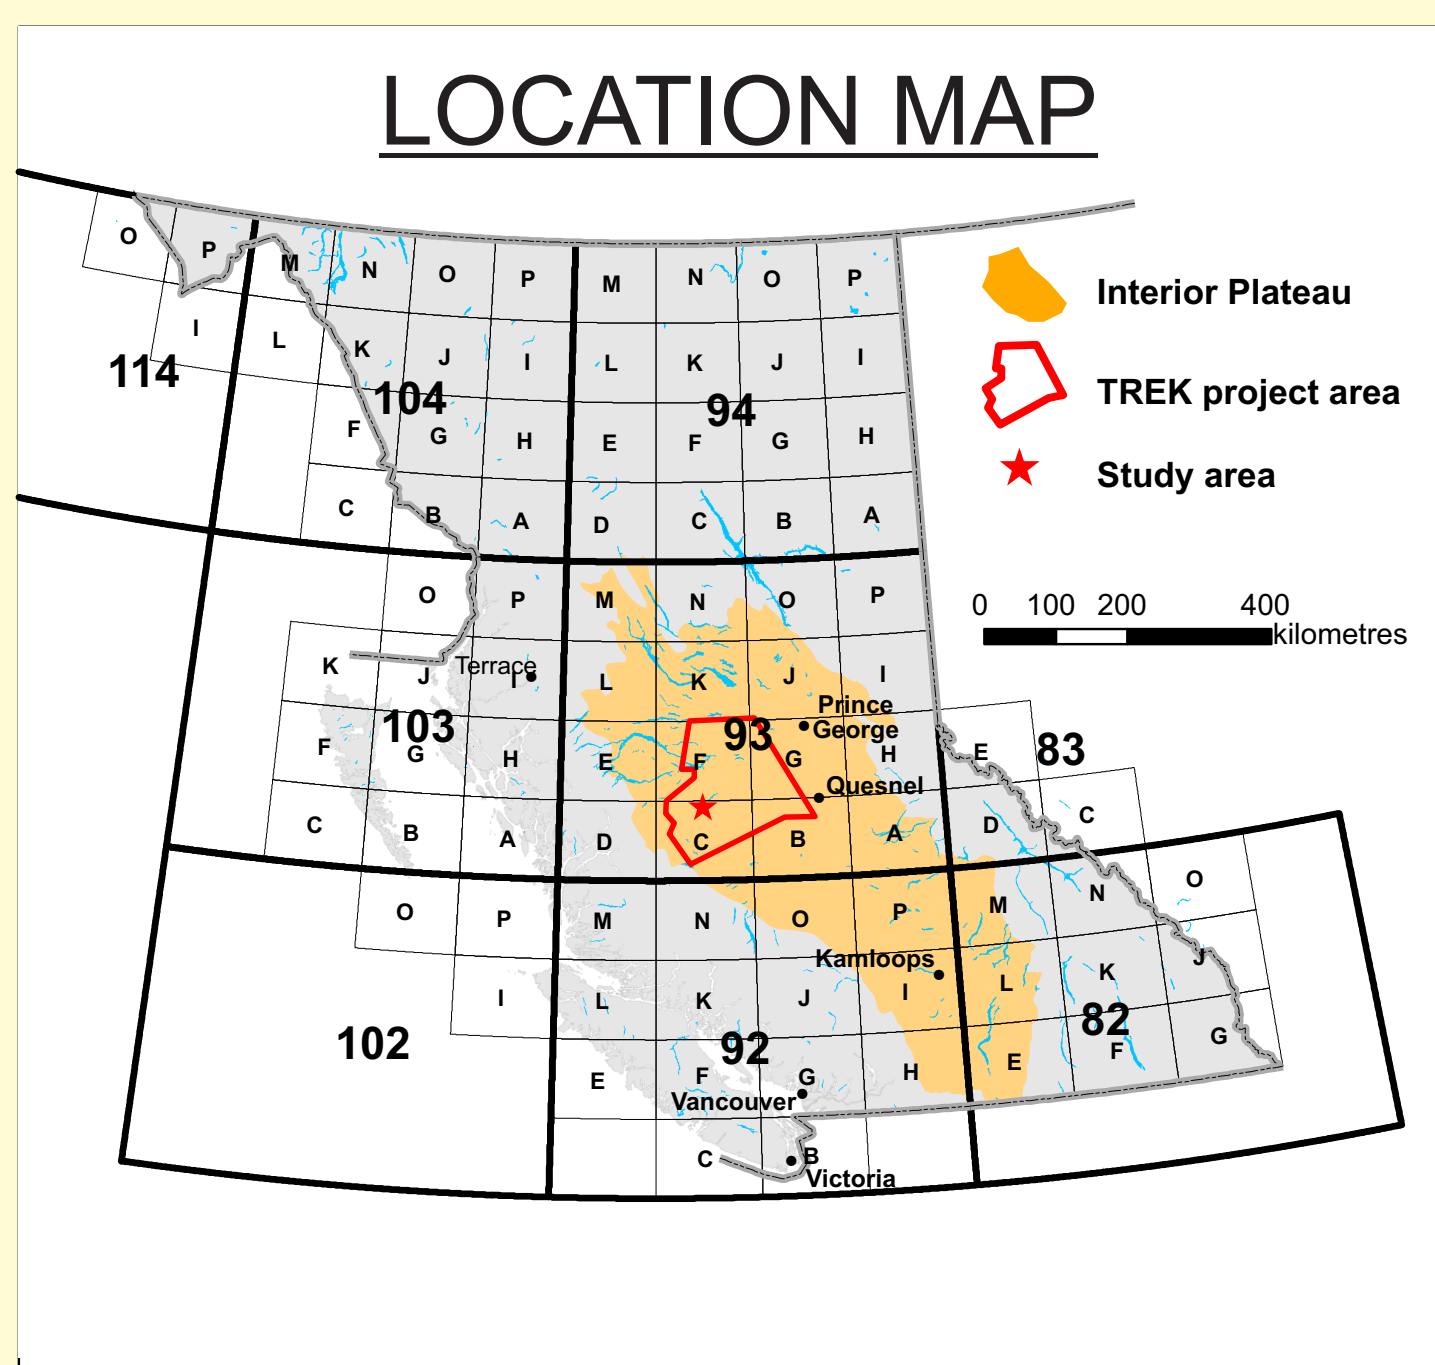 LOCATION MAP
O P M N O P M N O P
Interior Plateau
I L K J I L K J I
114 104 94
TREK project area
F G H E F G H
Study area
C B A D C B A
O P M N O P
0 100 200 400
kilometres
K J Terrace I L K J I
Prince
George
103 93 83
F G H E F G H E
Quesnel
C B A D C B A D C
O P M N O P M N O
Kamloops
I L K J I L K J
102 92 82
E F G H E F G
Vancouver
C B
Victoria